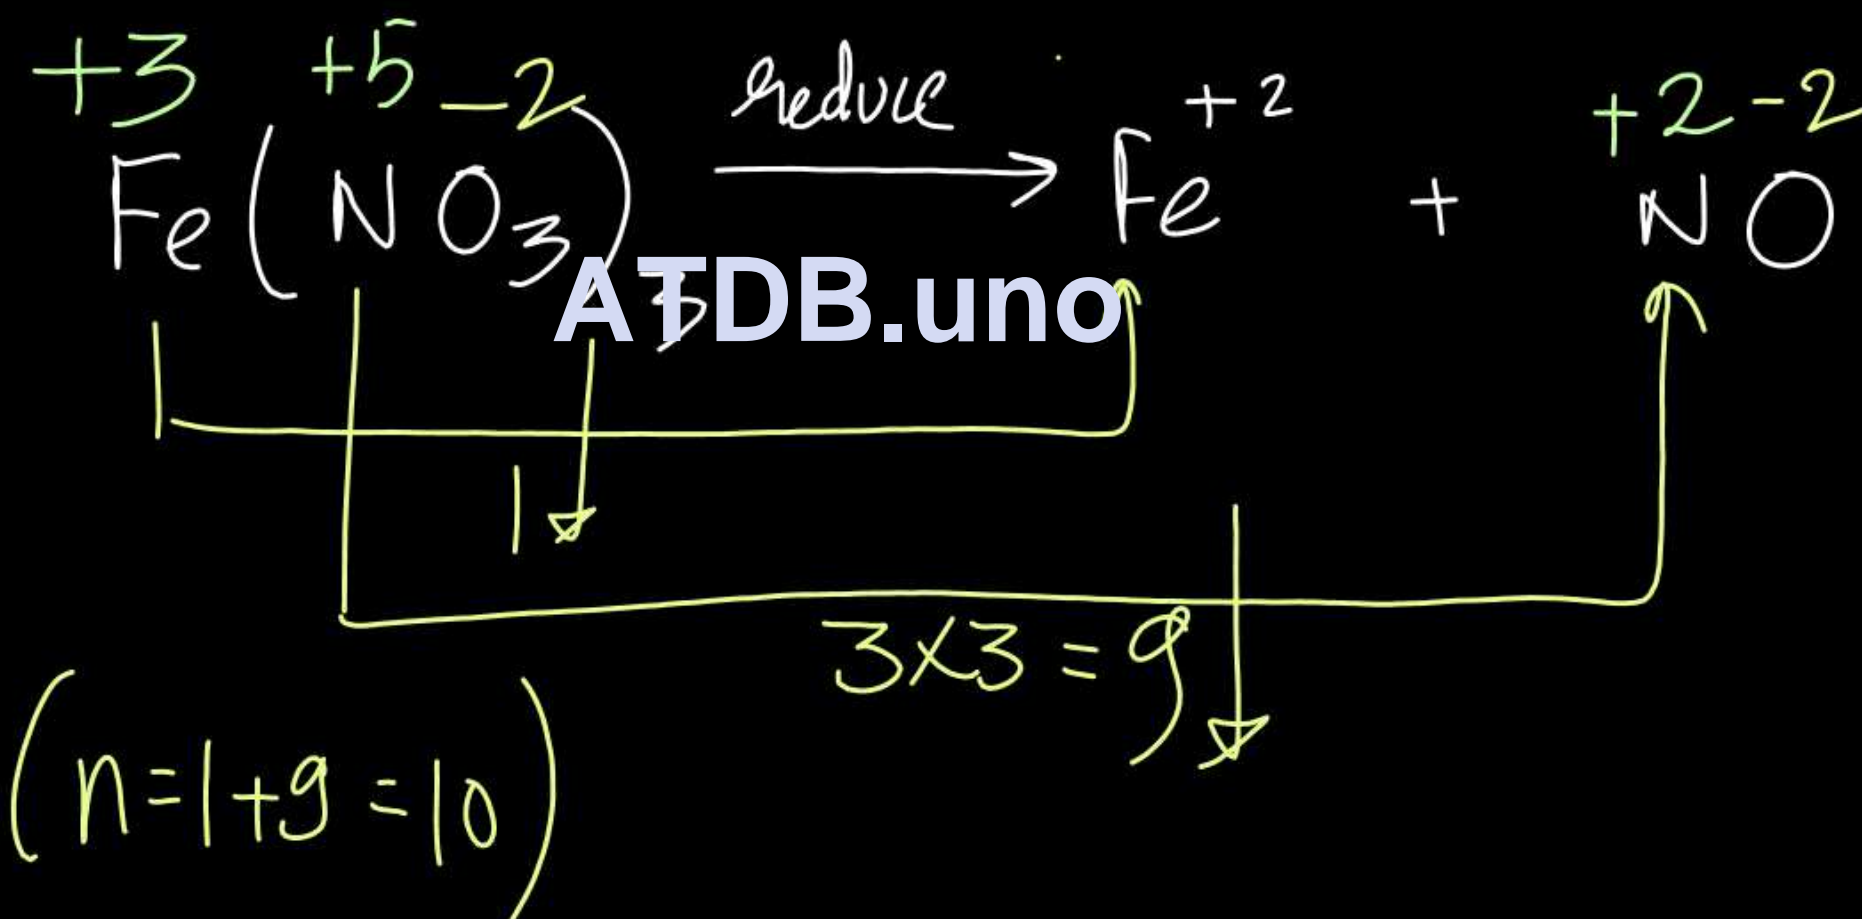 +3 +5 -2 reduce +2 +2 -2
Fe(NO3)3 → Fe + NO
ATDB.uno
1
3×3=9
(n=1+9=10)